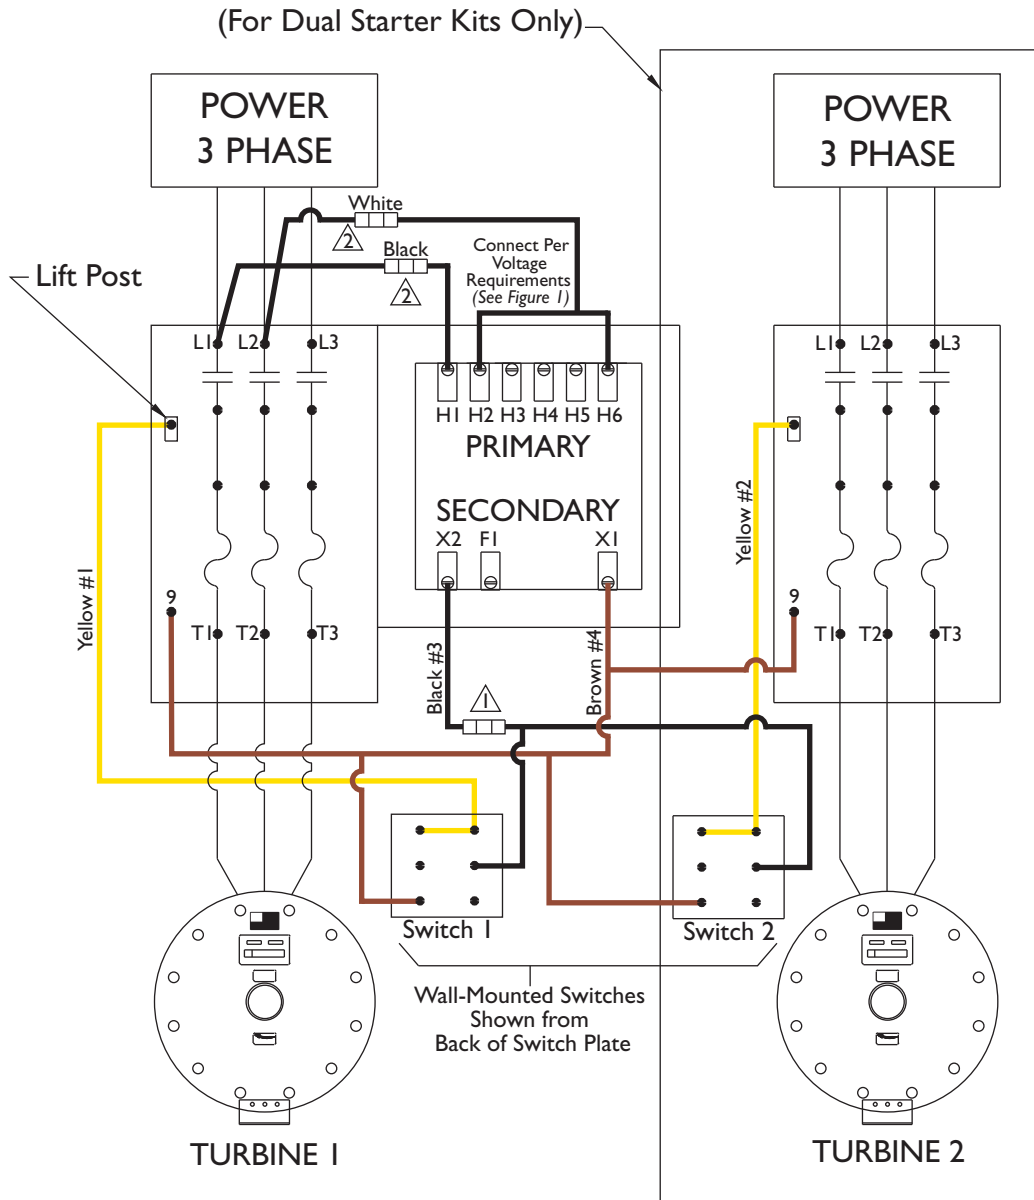 (For Dual Starter Kits Only)
POWER
3 PHASE
POWER
3 PHASE
White
2
Black
2
Connect Per
Voltage
Requirements
(See Figure 1)
Lift Post
L1 L2 L3
L1 L2 L3
H1 H2 H3 H4 H5 H6
PRIMARY
SECONDARY
X2 F1 X1
Yellow #1
Yellow #2
9
9
T1 T2 T3
T1 T2 T3
Black #3
Brown #4
1
Switch 1
Switch 2
Wall-Mounted Switches
Shown from
Back of Switch Plate
TURBINE 1
TURBINE 2